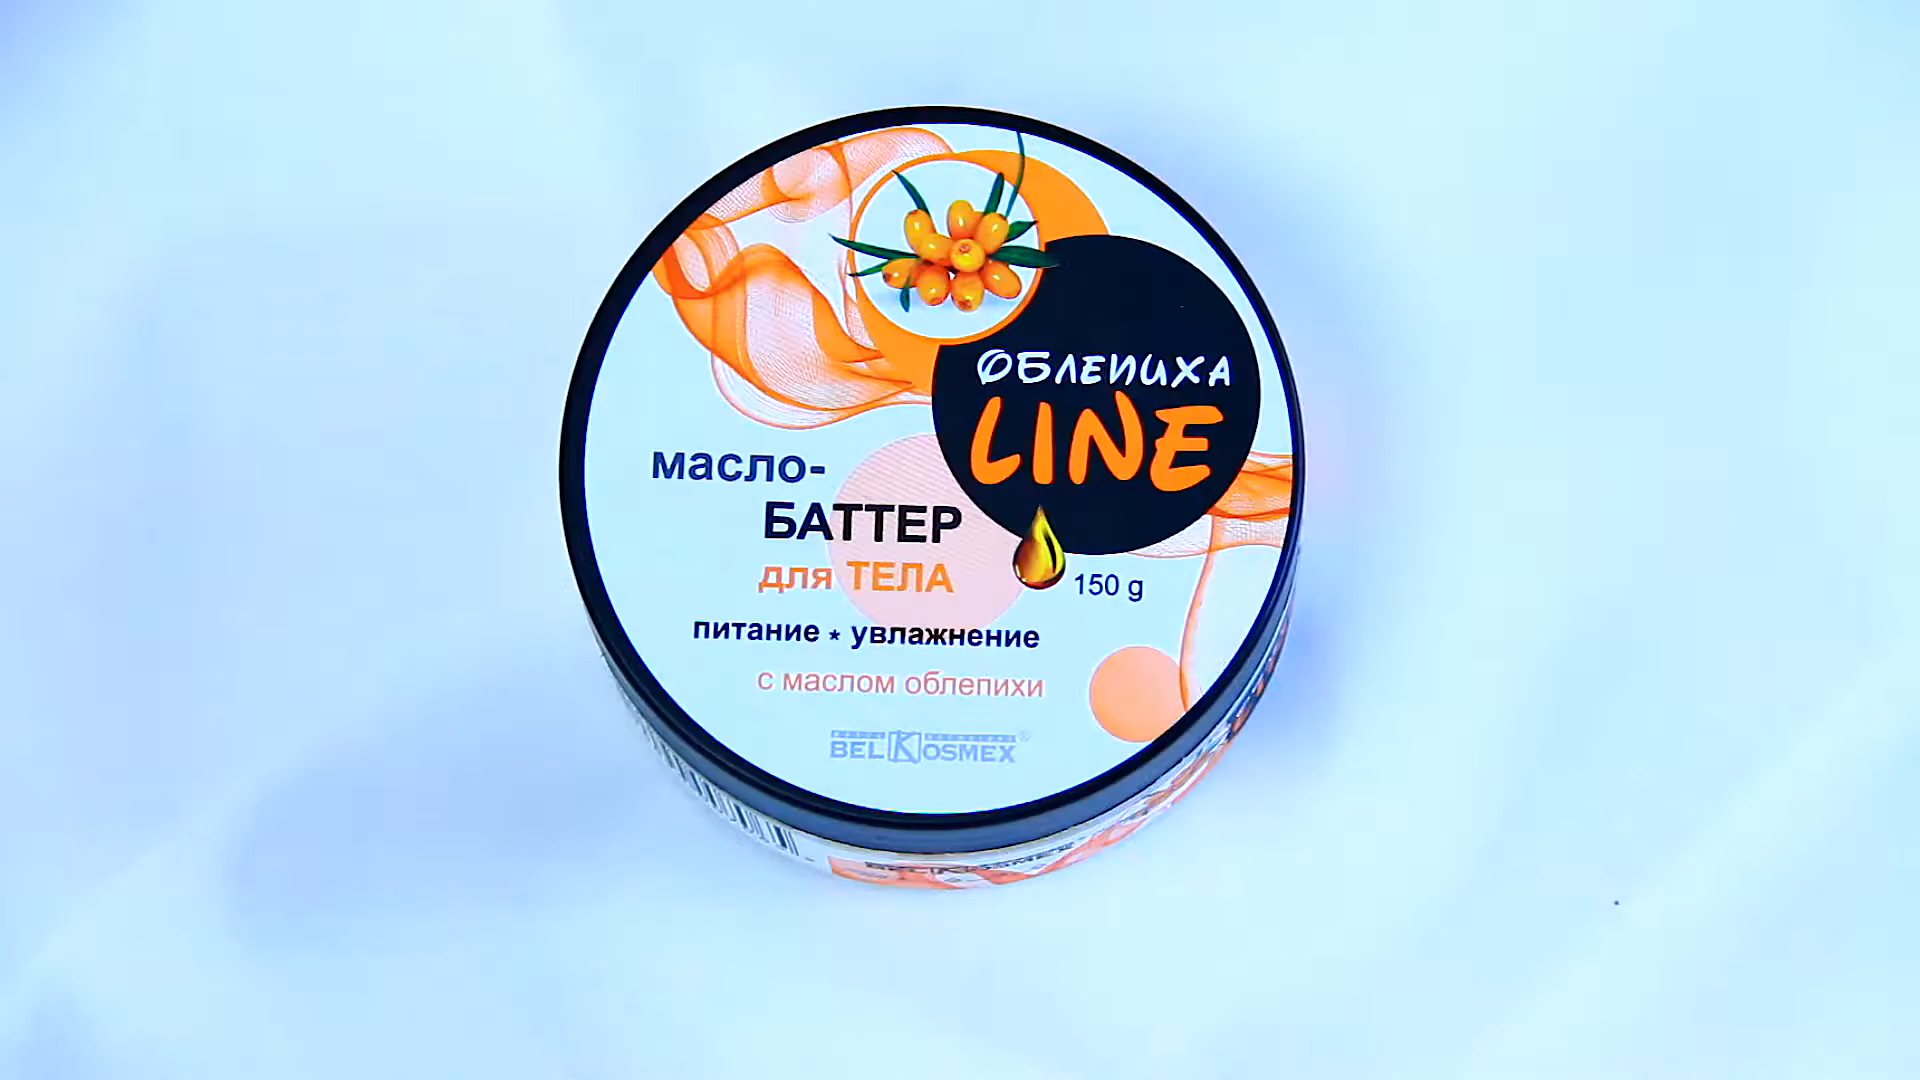 ОБЛЕПИХА
LINE
масло-
БАТТЕР
для ТЕЛА
150 g
питание * увлажнение
с маслом облепихи
BELKOSMEX®